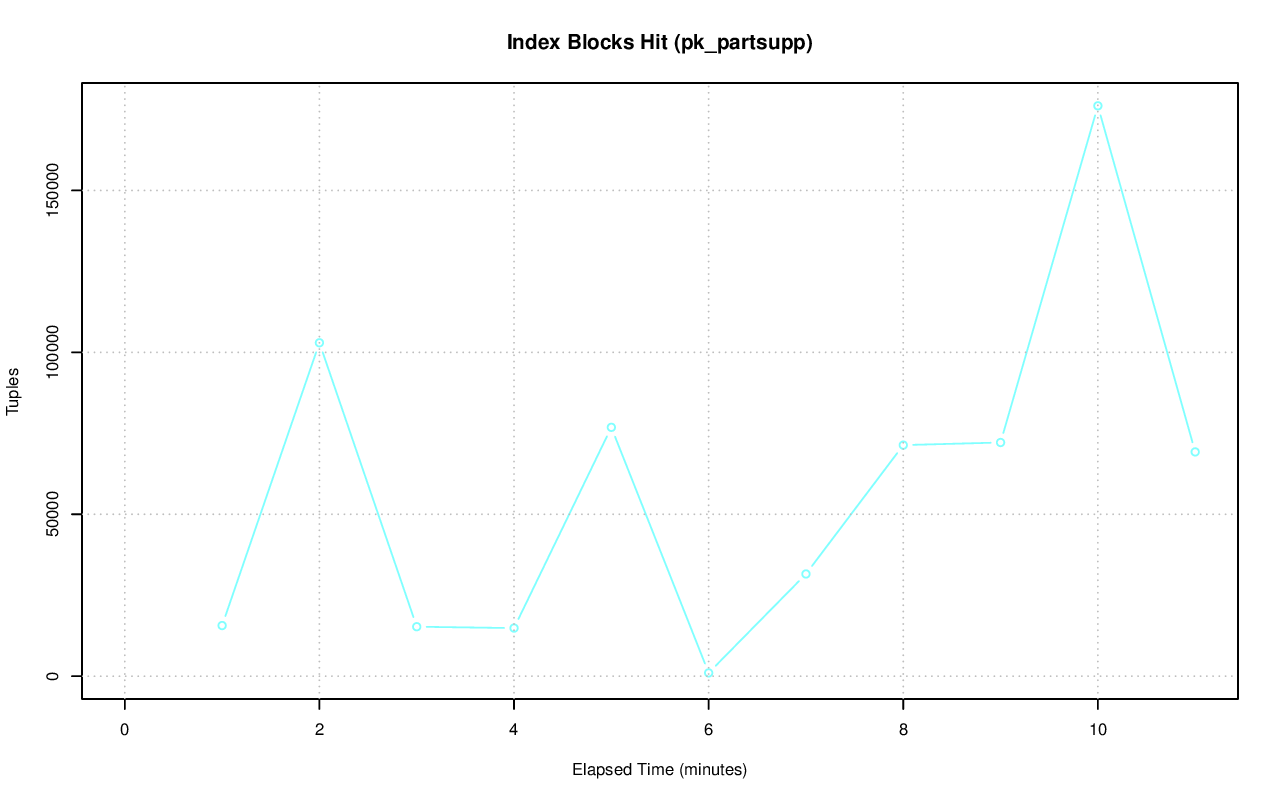 Index Blocks Hit (pk_partsupp)
150000
100000
50000
0
Tuples
0 2 4 6 8 10
Elapsed Time (minutes)